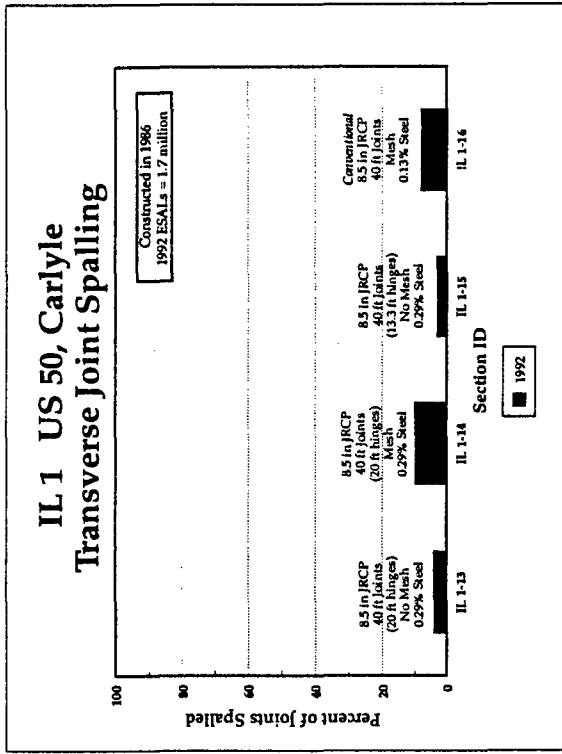 IL 1 US 50, Carlyle
Transverse Joint Spalling
Percent of Joints Spalled
100
80
60
40
20
0
Constructed in 1986
1992 ESALs = 1.7 million
8.5 in JRCP
40 ft Joints
(20 ft hinges)
No Mesh
0.29% Steel
8.5 in JRCP
40 ft Joints
(20 ft hinges)
Mesh
0.29% Steel
8.5 in JRCP
40 ft Joints
(13.3 ft hinges)
No Mesh
0.29% Steel
Conventional
8.5 in JRCP
40 ft Joints
Mesh
0.13% Steel
IL 1-13
IL 1-14
IL 1-15
IL 1-16
Section ID
1992